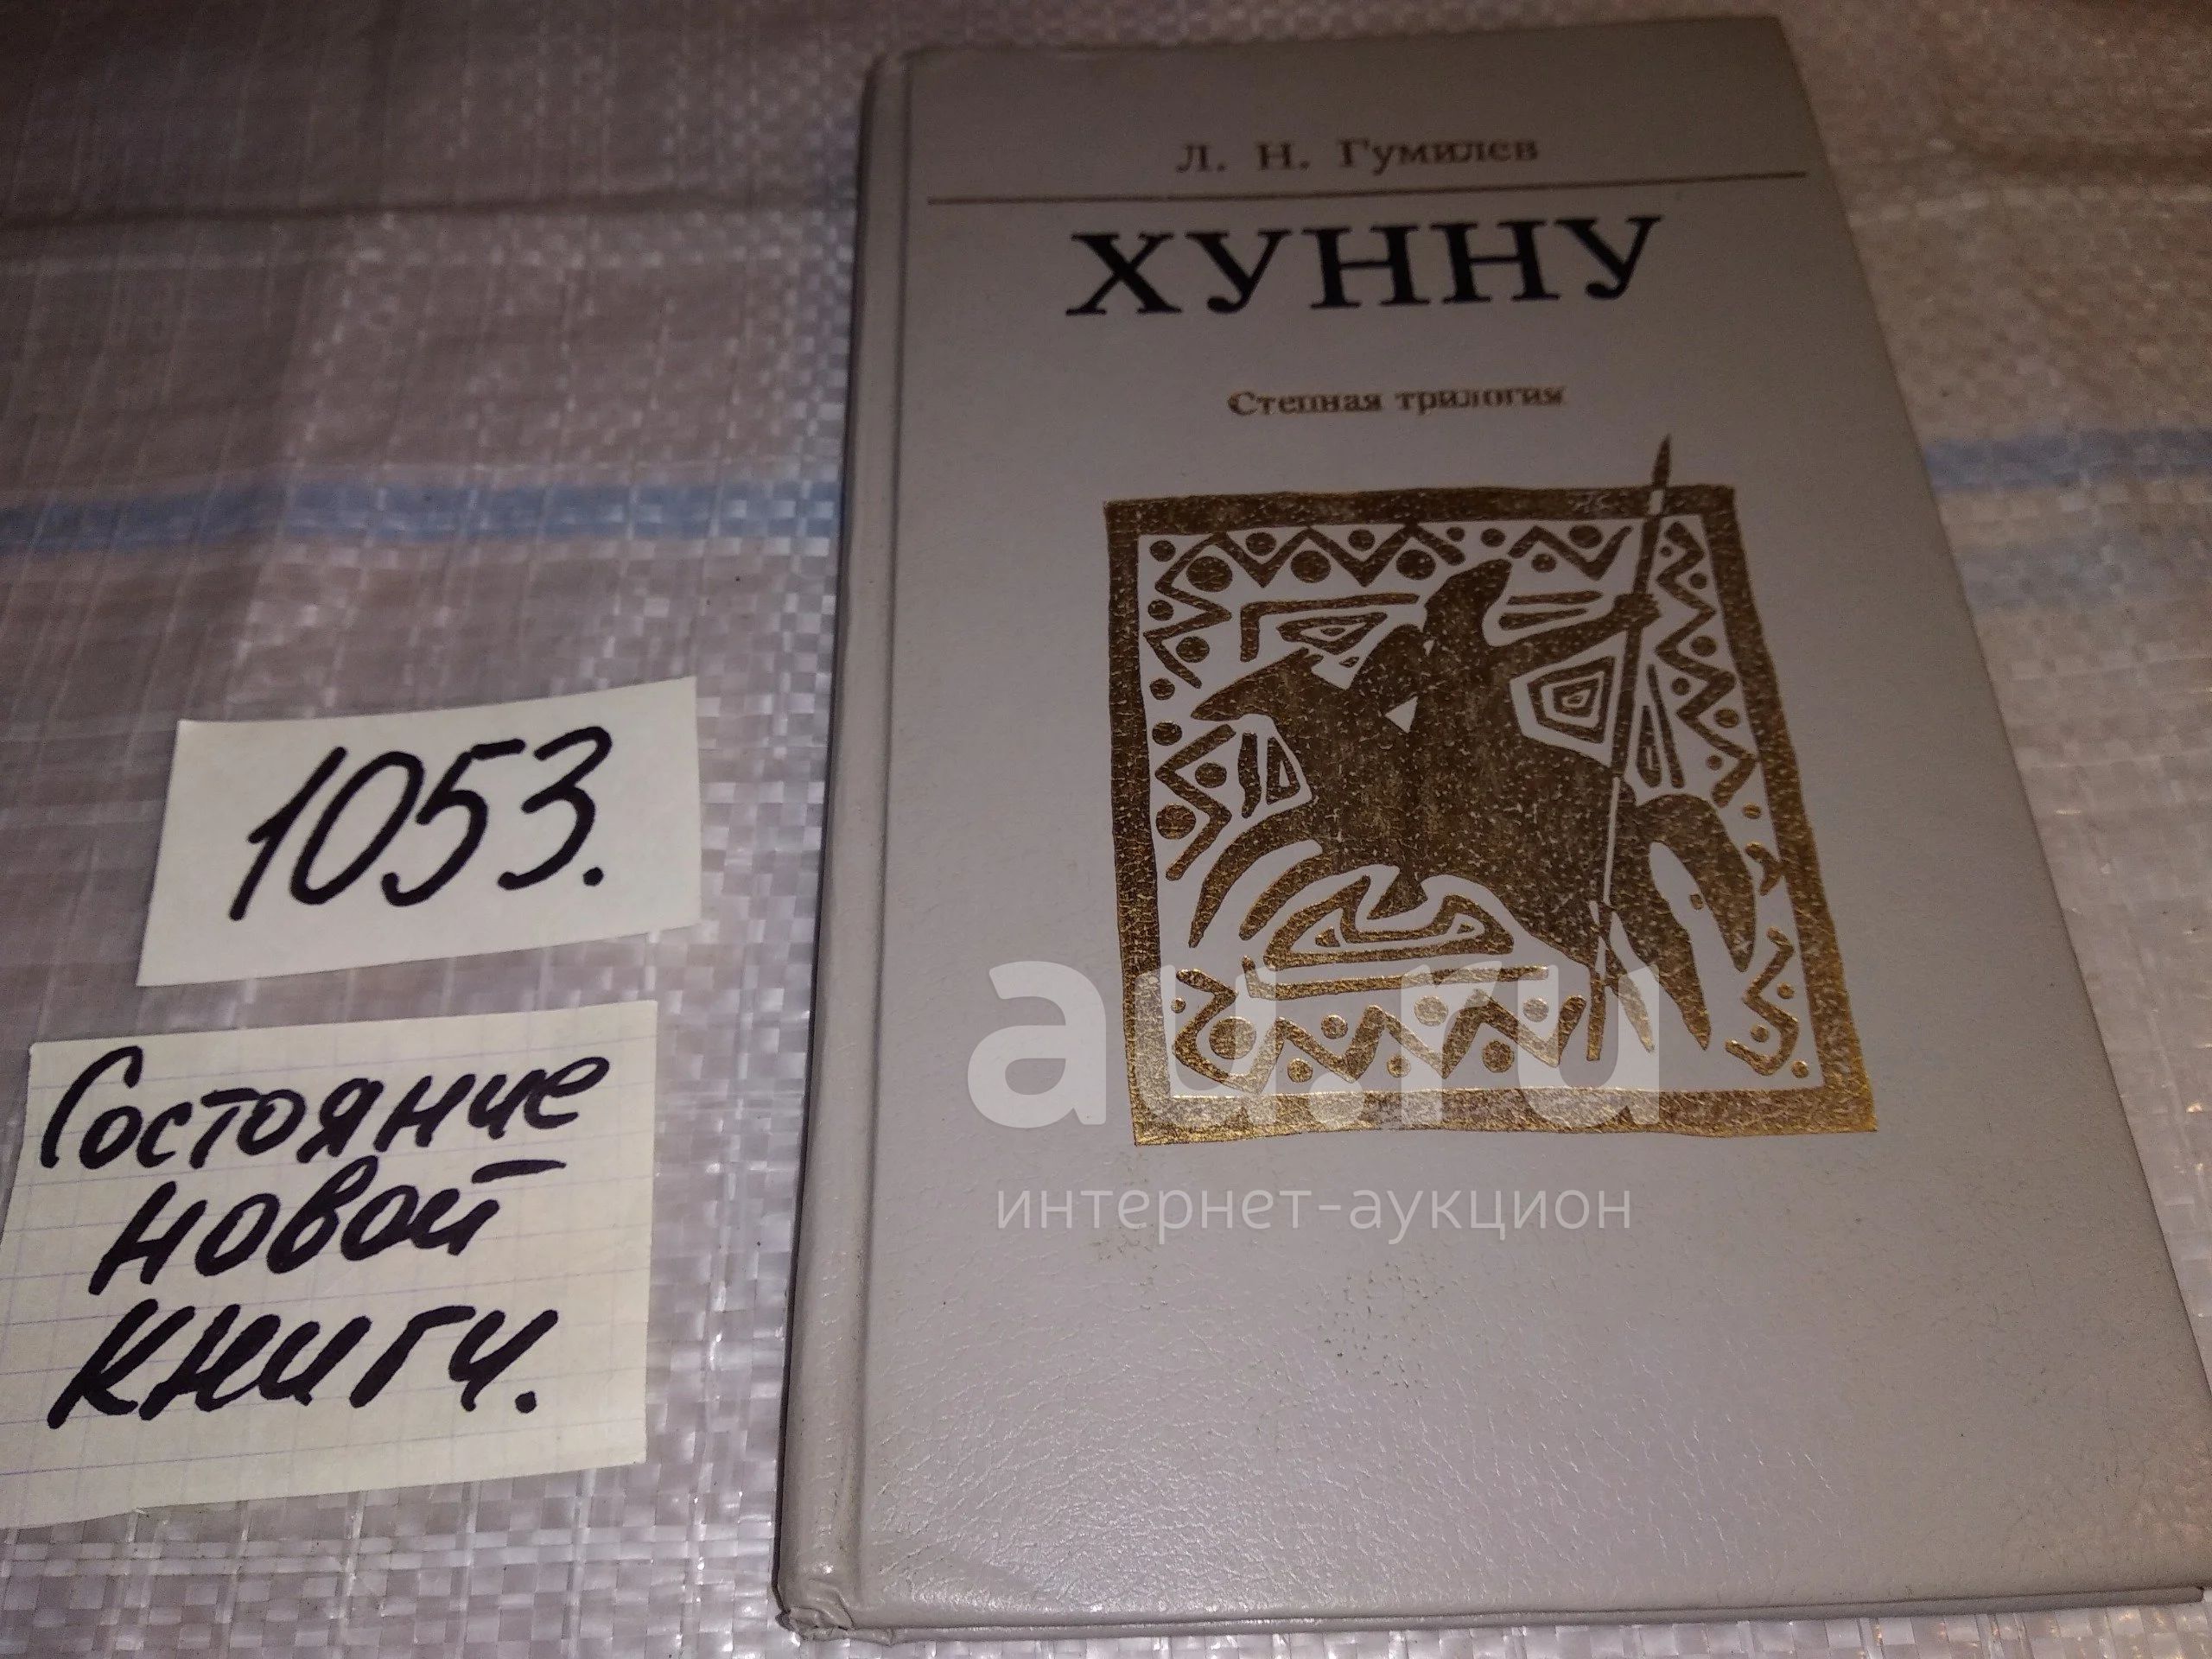 Л. Н. Гумилев
ХУННУ
Степная трилогия
1053.
Состояние
новой
книги.
au.ru
интернет-аукцион